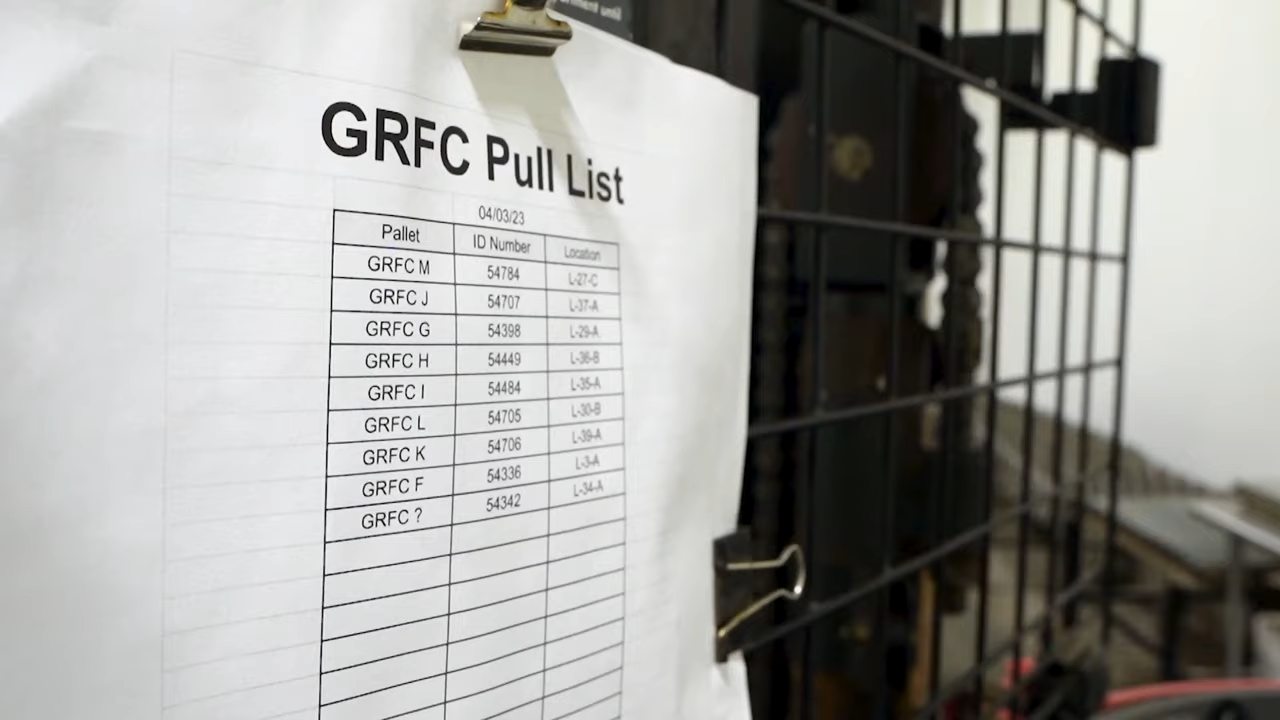 GRFC Pull List
04/03/23
Pallet ID Number Location
GRFC M 54784 L-27-C
GRFC J 54707 L-37-A
GRFC G 54398 L-29-A
GRFC H 54449 L-36-B
GRFC I 54484 L-35-A
GRFC L 54705 L-30-B
GRFC K 54706 L-39-A
GRFC F 54336 L-3-A
GRFC ? 54342 L-34-A